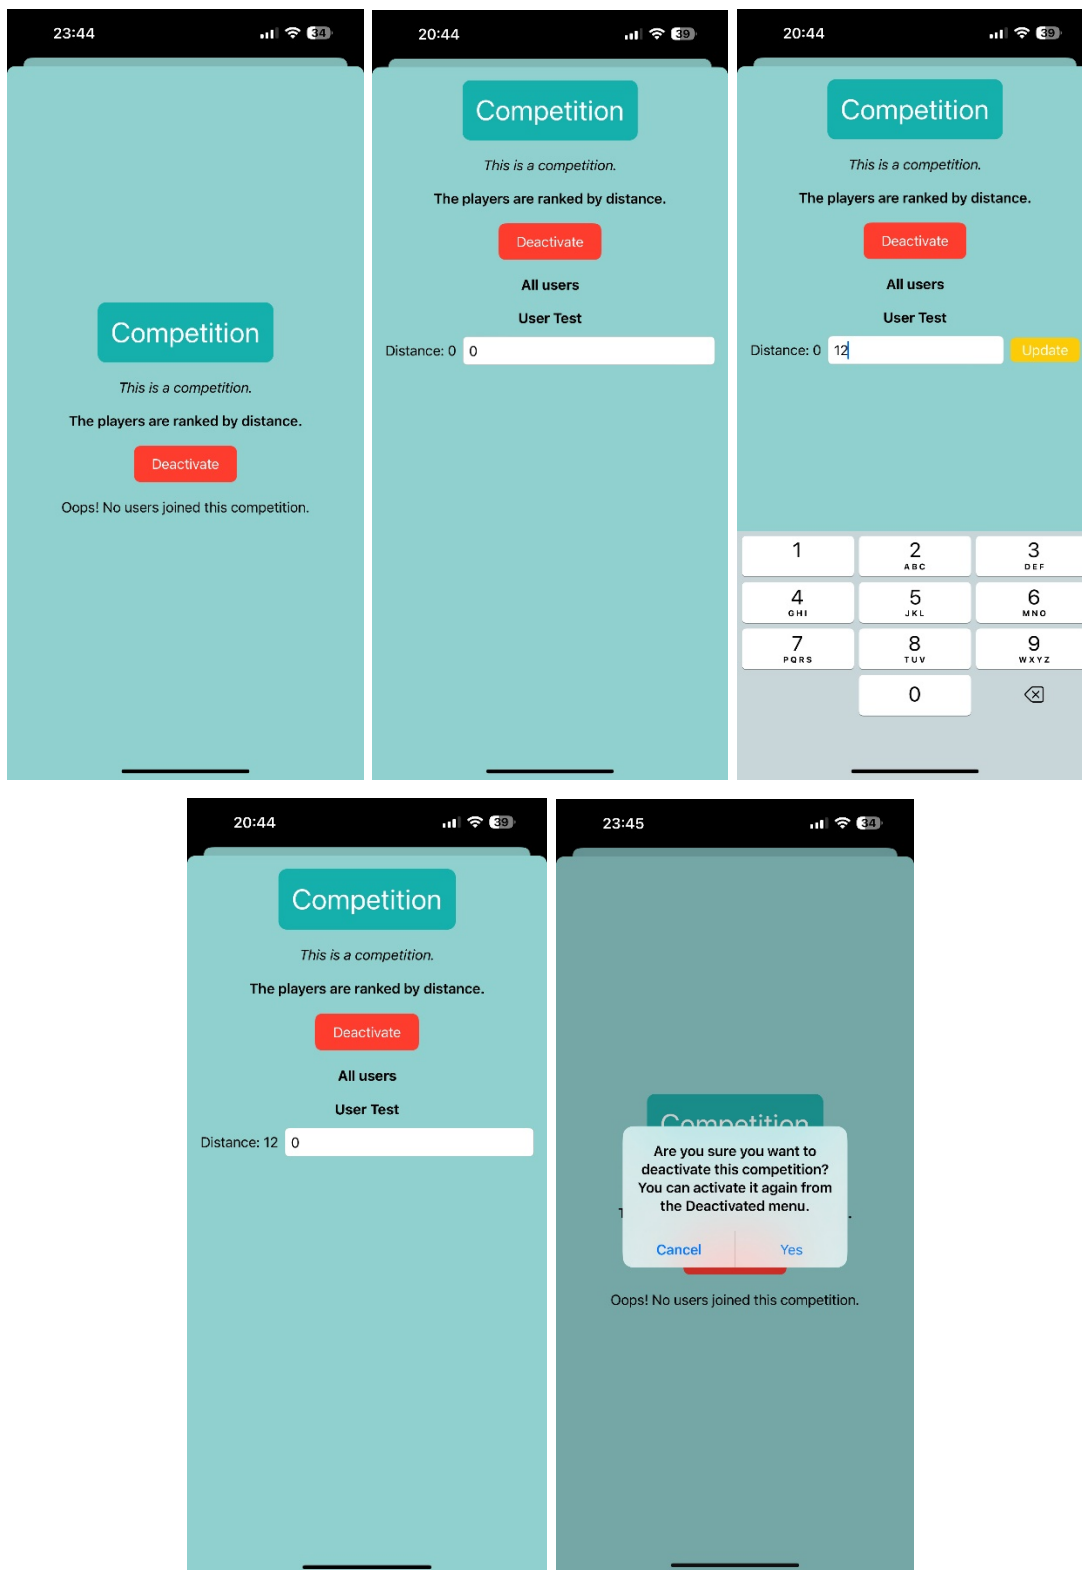 23:44
34
Competition
This is a competition.
The players are ranked by distance.
Deactivate
Oops! No users joined this competition.
20:44
39
Competition
This is a competition.
The players are ranked by distance.
Deactivate
All users
User Test
Distance: 0 0
20:44
39
Competition
This is a competition.
The players are ranked by distance.
Deactivate
All users
User Test
Distance: 0 12 Update
1 2 3
ABC DEF
4 5 6
GHI JKL MNO
7 8 9
PQRS TUV WXYZ
0
20:44
39
Competition
This is a competition.
The players are ranked by distance.
Deactivate
All users
User Test
Distance: 12 0
23:45
34
Competition
Are you sure you want to
deactivate this competition?
You can activate it again from
the Deactivated menu.
Cancel Yes
Oops! No users joined this competition.